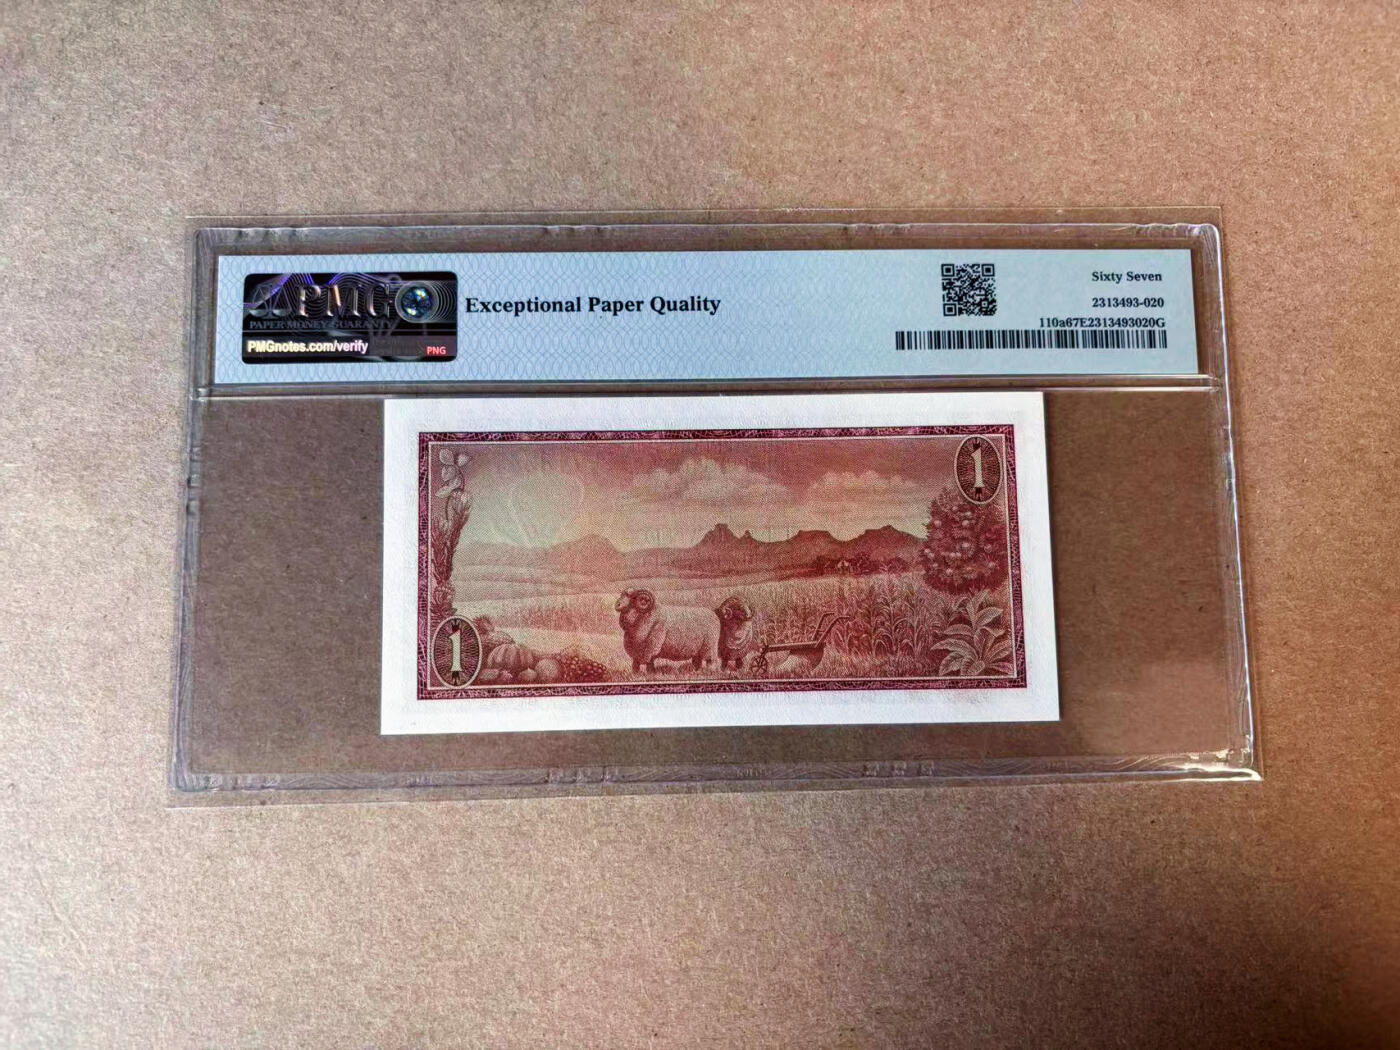 PMG
PAPER MONEY GUARANTY
PMGnotes.com/verify
PNG
Exceptional Paper Quality
Sixty Seven
2313493-020
110a67E2313493020G
1
1